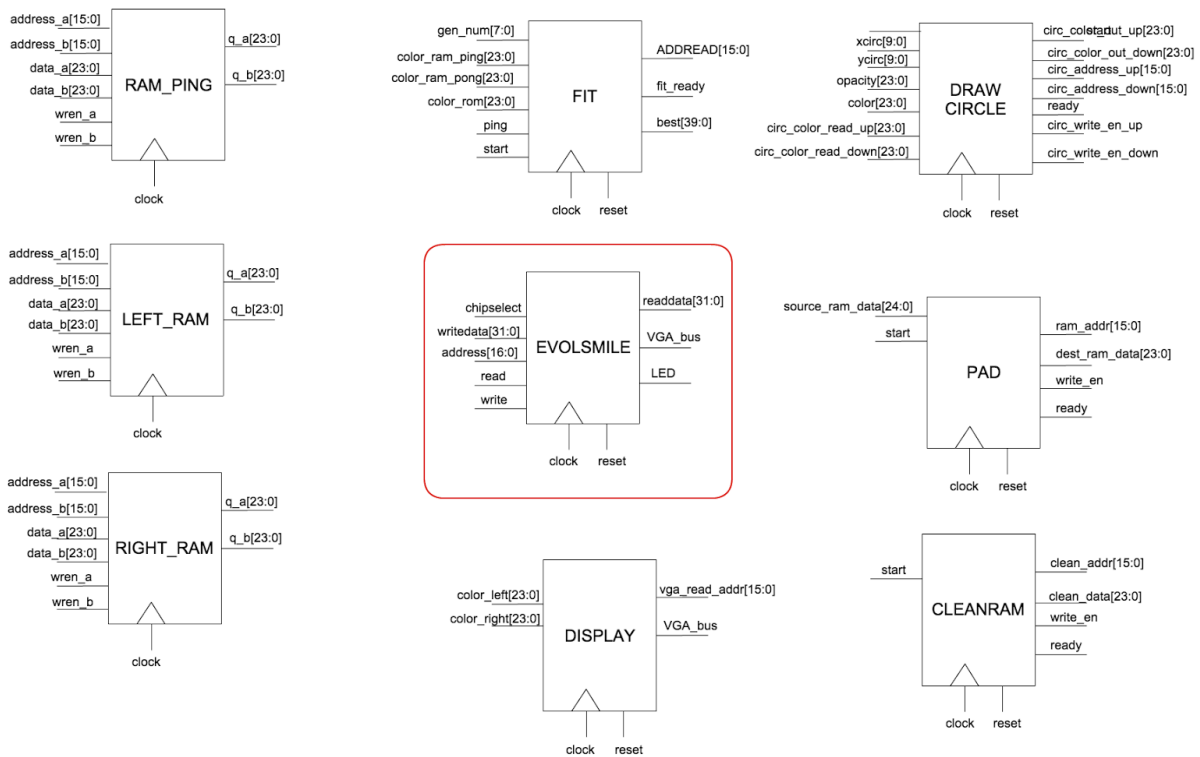 address_a[15:0]
address_b[15:0]
data_a[23:0]
data_b[23:0]
wren_a
wren_b
RAM_PING
q_a[23:0]
q_b[23:0]
clock
gen_num[7:0]
color_ram_ping[23:0]
color_ram_pong[23:0]
color_rom[23:0]
ping
start
FIT
ADDREAD[15:0]
fit_ready
best[39:0]
clock
reset
xcirc[9:0]
ycirc[9:0]
opacity[23:0]
color[23:0]
circ_color_read_up[23:0]
circ_color_read_down[23:0]
DRAW
CIRCLE
start
circ_color_out_up[23:0]
circ_color_out_down[23:0]
circ_address_up[15:0]
circ_address_down[15:0]
ready
circ_write_en_up
circ_write_en_down
clock
reset
address_a[15:0]
address_b[15:0]
data_a[23:0]
data_b[23:0]
wren_a
wren_b
LEFT_RAM
q_a[23:0]
q_b[23:0]
clock
chipselect
writedata[31:0]
address[16:0]
read
write
EVOLSMILE
readdata[31:0]
VGA_bus
LED
clock
reset
source_ram_data[24:0]
start
PAD
ram_addr[15:0]
dest_ram_data[23:0]
write_en
ready
clock
reset
address_a[15:0]
address_b[15:0]
data_a[23:0]
data_b[23:0]
wren_a
wren_b
RIGHT_RAM
q_a[23:0]
q_b[23:0]
clock
color_left[23:0]
color_right[23:0]
DISPLAY
vga_read_addr[15:0]
VGA_bus
clock
reset
start
CLEANRAM
clean_addr[15:0]
clean_data[23:0]
write_en
ready
clock
reset